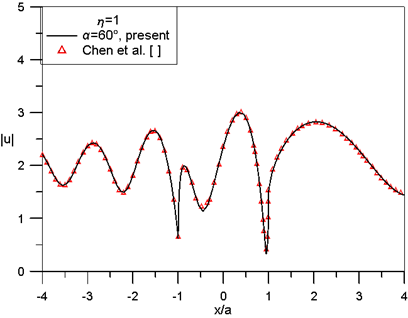 5
η=1
α=60°, present
Chen et al. [ ]
4
3
|u|
2
1
0
-4 -3 -2 -1 0 1 2 3 4
x/a